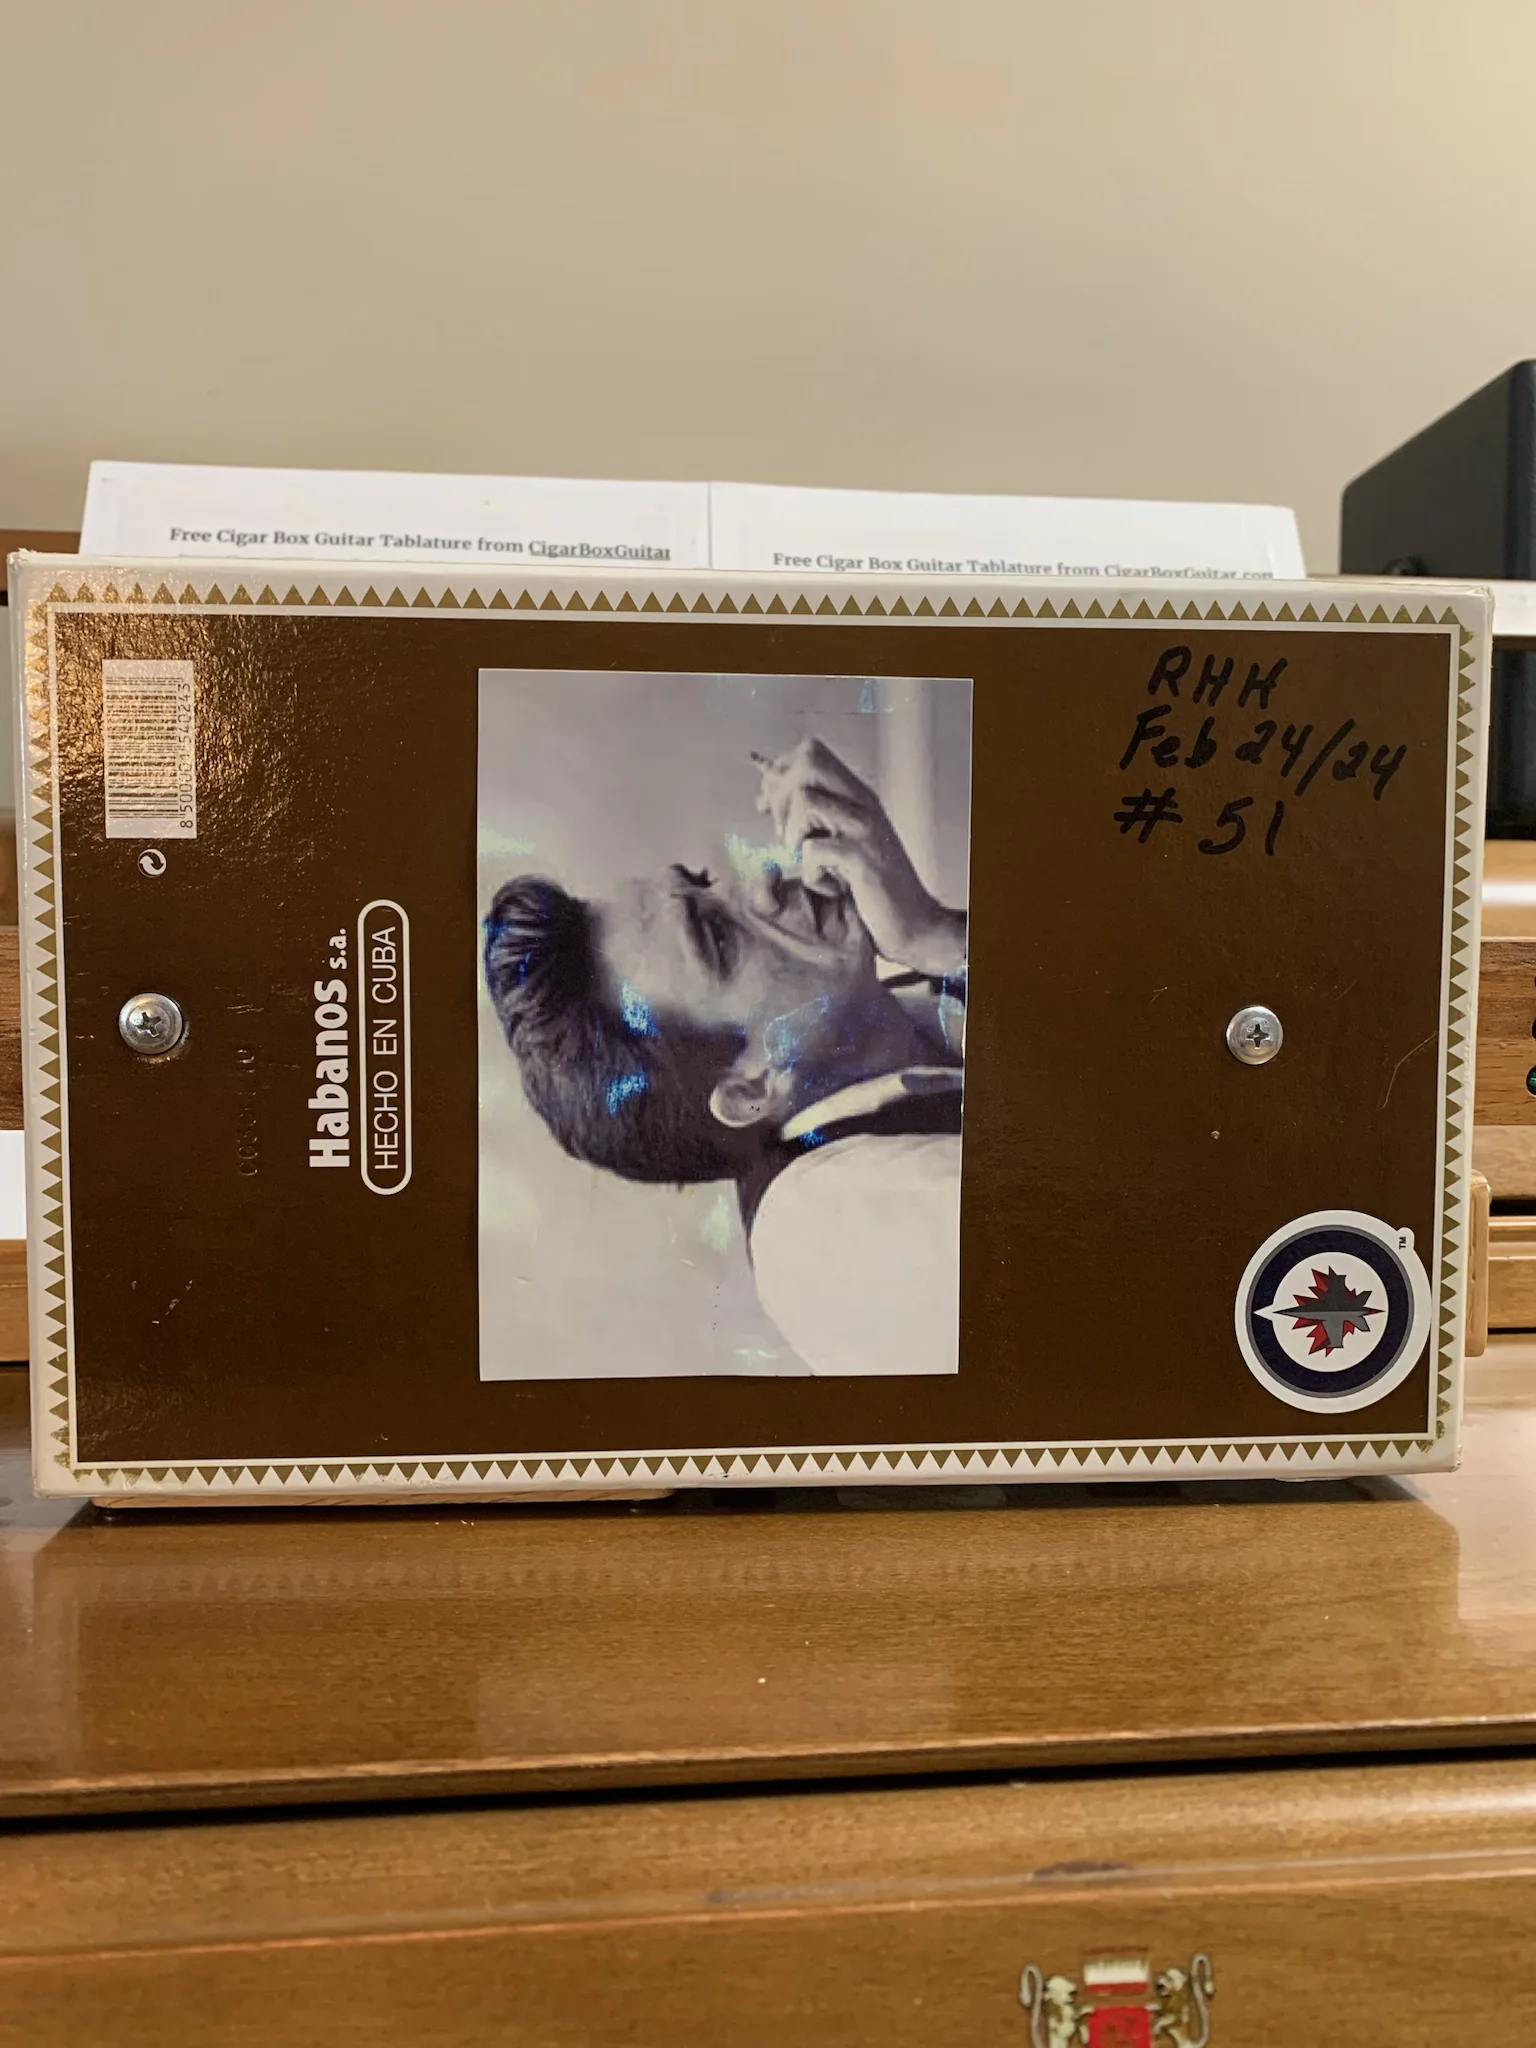 Free Cigar Box Guitar Tablature from CigarBoxGuitar
Free Cigar Box Guitar Tablature from CigarBoxGuitar.com
RHH
Feb 24/24
# 51
Habanos s.a.
HECHO EN CUBA
TM